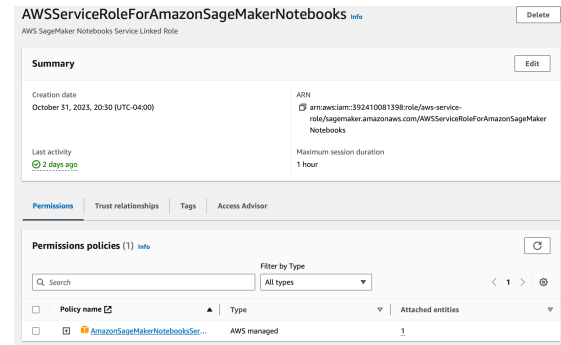 AWSServiceRoleForAmazonSageMakerNotebooks Info
Delete
AWS SageMaker Notebooks Service Linked Role
Summary
Edit
Creation date
October 31, 2023, 20:30 (UTC-04:00)
ARN
arn:aws:iam::392410081398:role/aws-service-
role/sagemaker.amazonaws.com/AWSServiceRoleForAmazonSageMaker
Notebooks
Last activity
2 days ago
Maximum session duration
1 hour
Permissions Trust relationships Tags Access Advisor
Permissions policies (1) Info
Filter by Type
Search
All types
1
Policy name Type Attached entities
AmazonSageMakerNotebooksSer... AWS managed 1